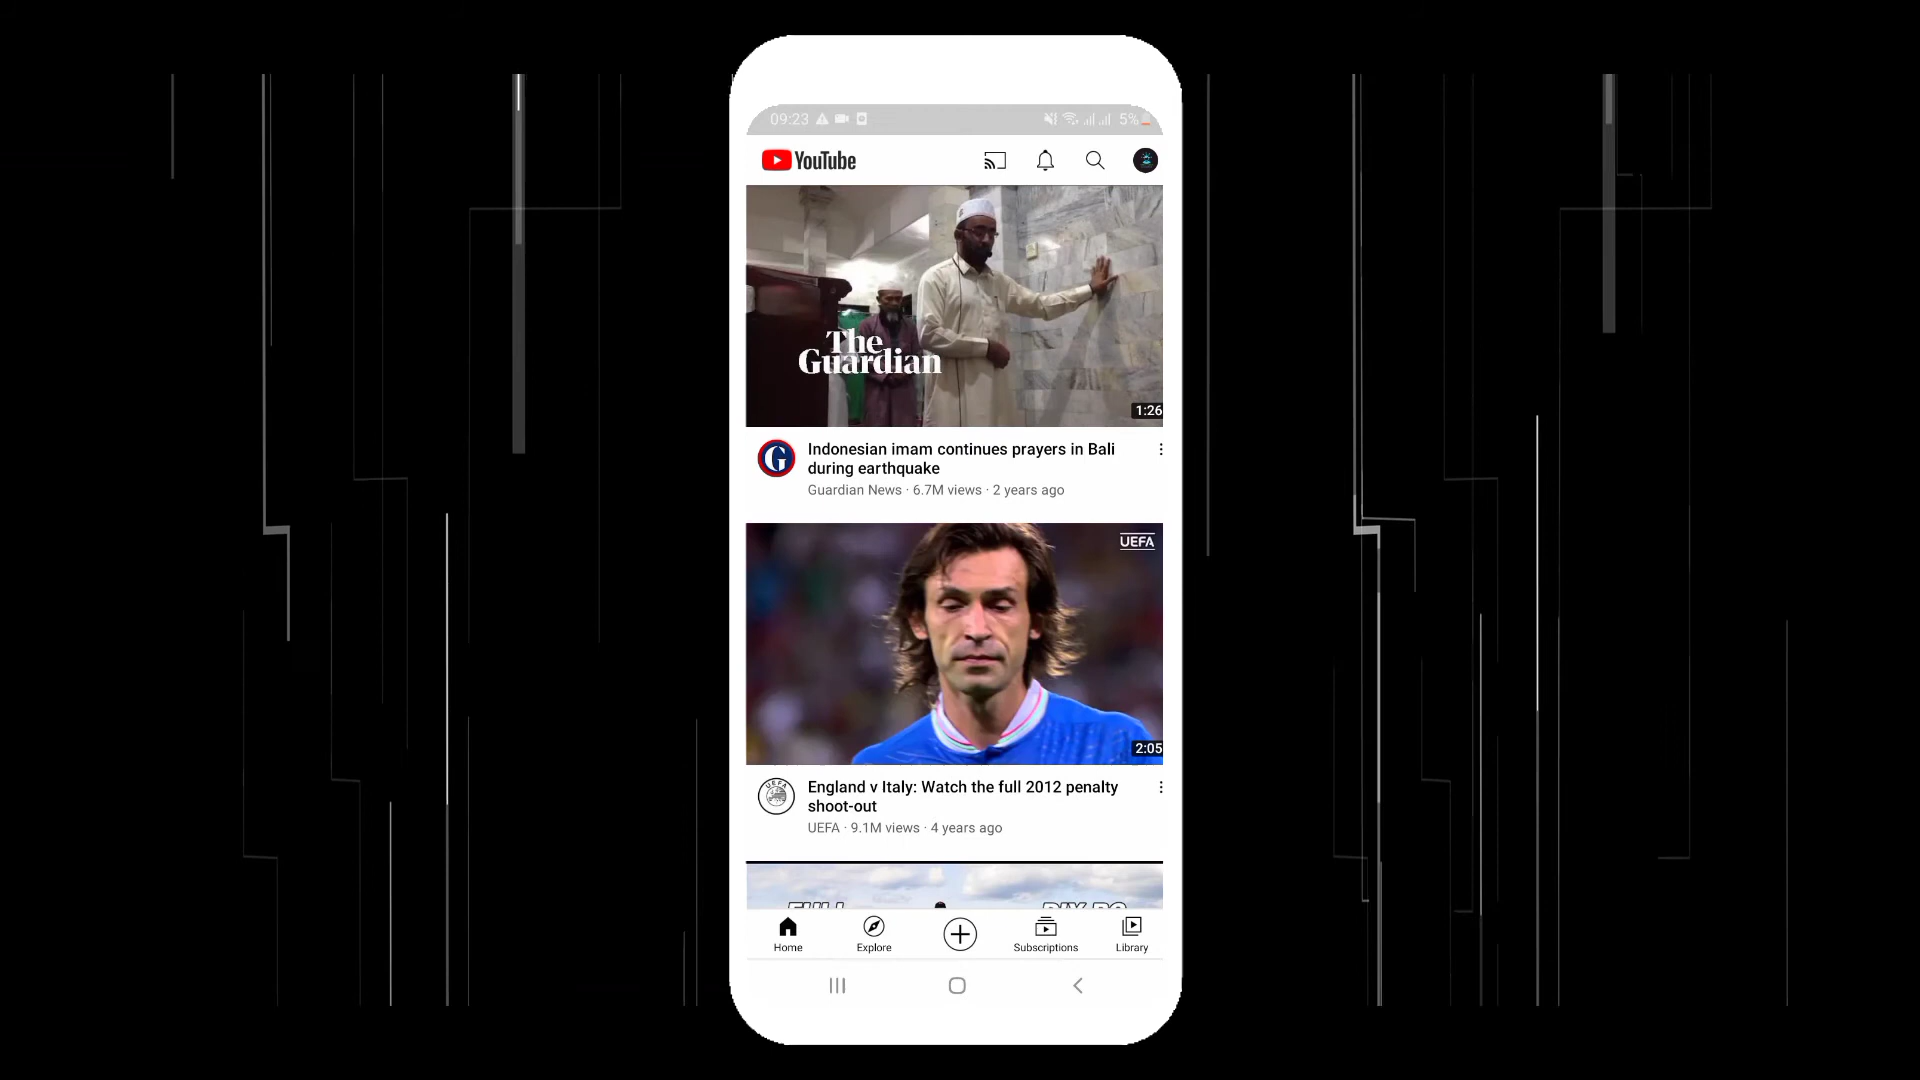 09:23
5%
YouTube
The
Guardian
1:26
Indonesian imam continues prayers in Bali
during earthquake
Guardian News · 6.7M views · 2 years ago
UEFA
2:05
England v Italy: Watch the full 2012 penalty
shoot-out
UEFA · 9.1M views · 4 years ago
Home
Explore
Subscriptions
Library